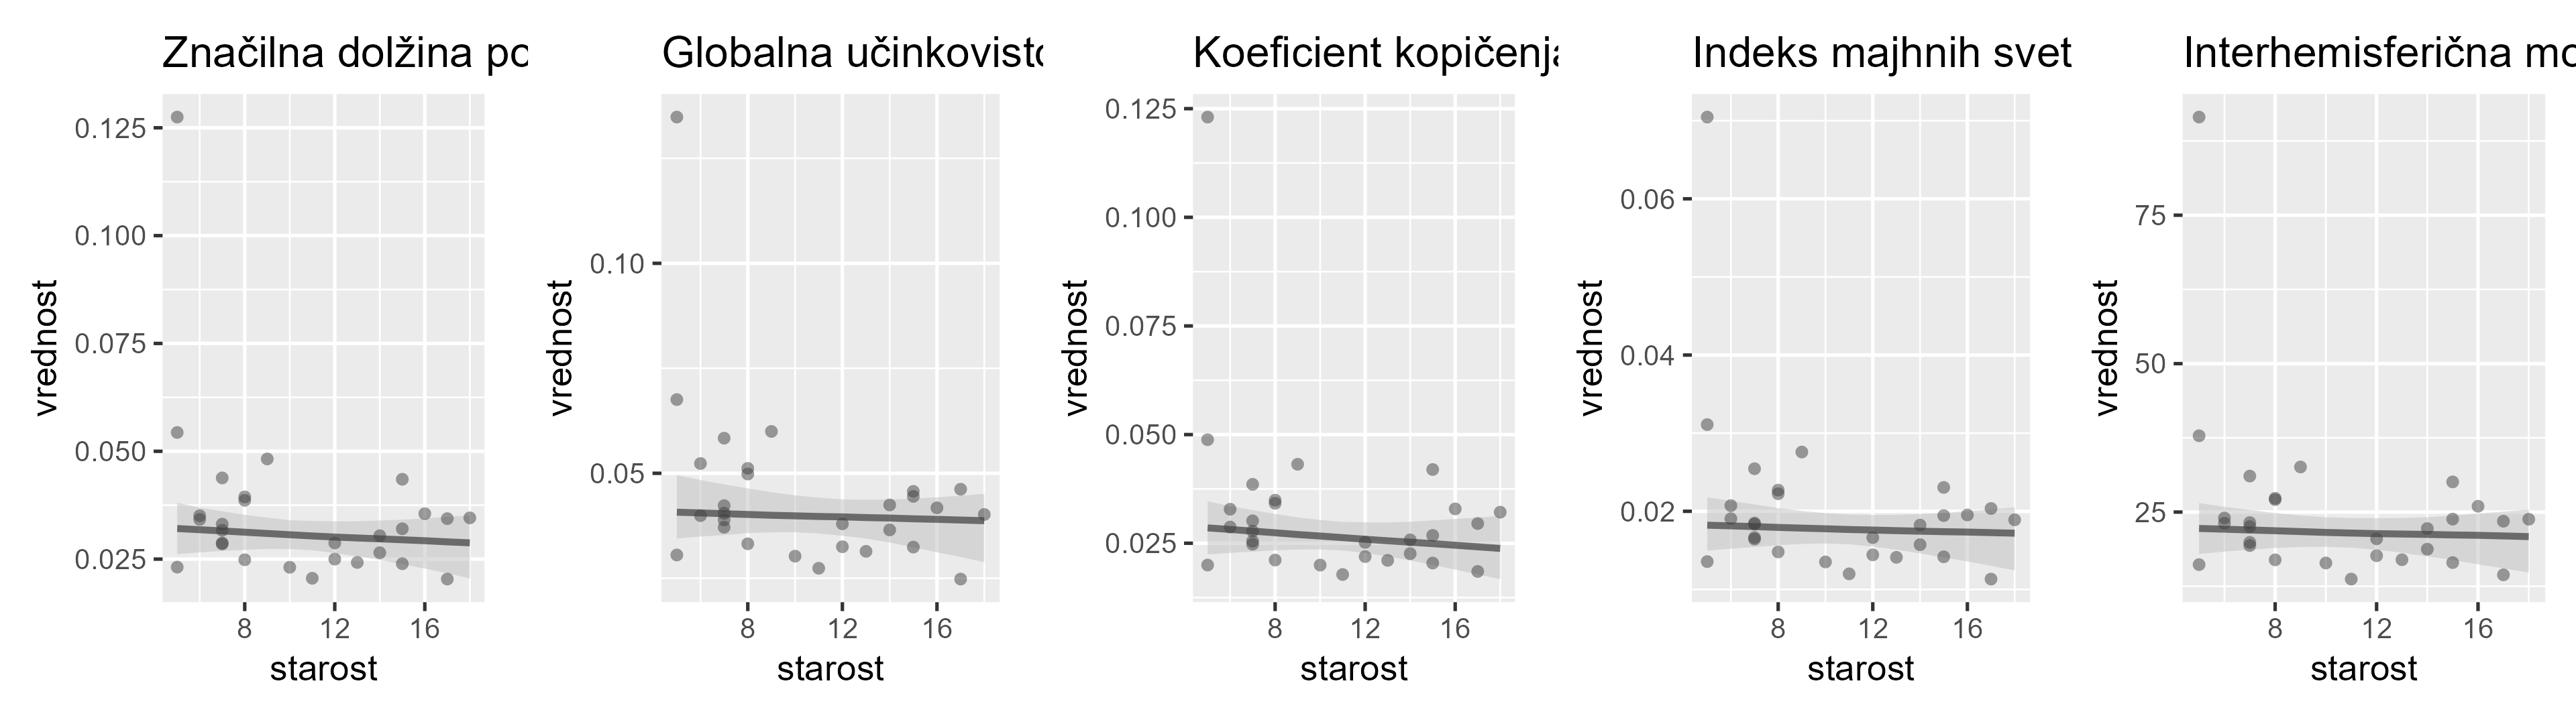 Značilna dolžina po
Globalna učinkovisto
Koeficient kopičenja
Indeks majhnih svet
Interhemisferična mo
vrednost
0.125
0.100
0.075
0.050
0.025
8 12 16
starost
vrednost
0.10
0.05
8 12 16
starost
vrednost
0.125
0.100
0.075
0.050
0.025
8 12 16
starost
vrednost
0.06
0.04
0.02
8 12 16
starost
vrednost
75
50
25
8 12 16
starost